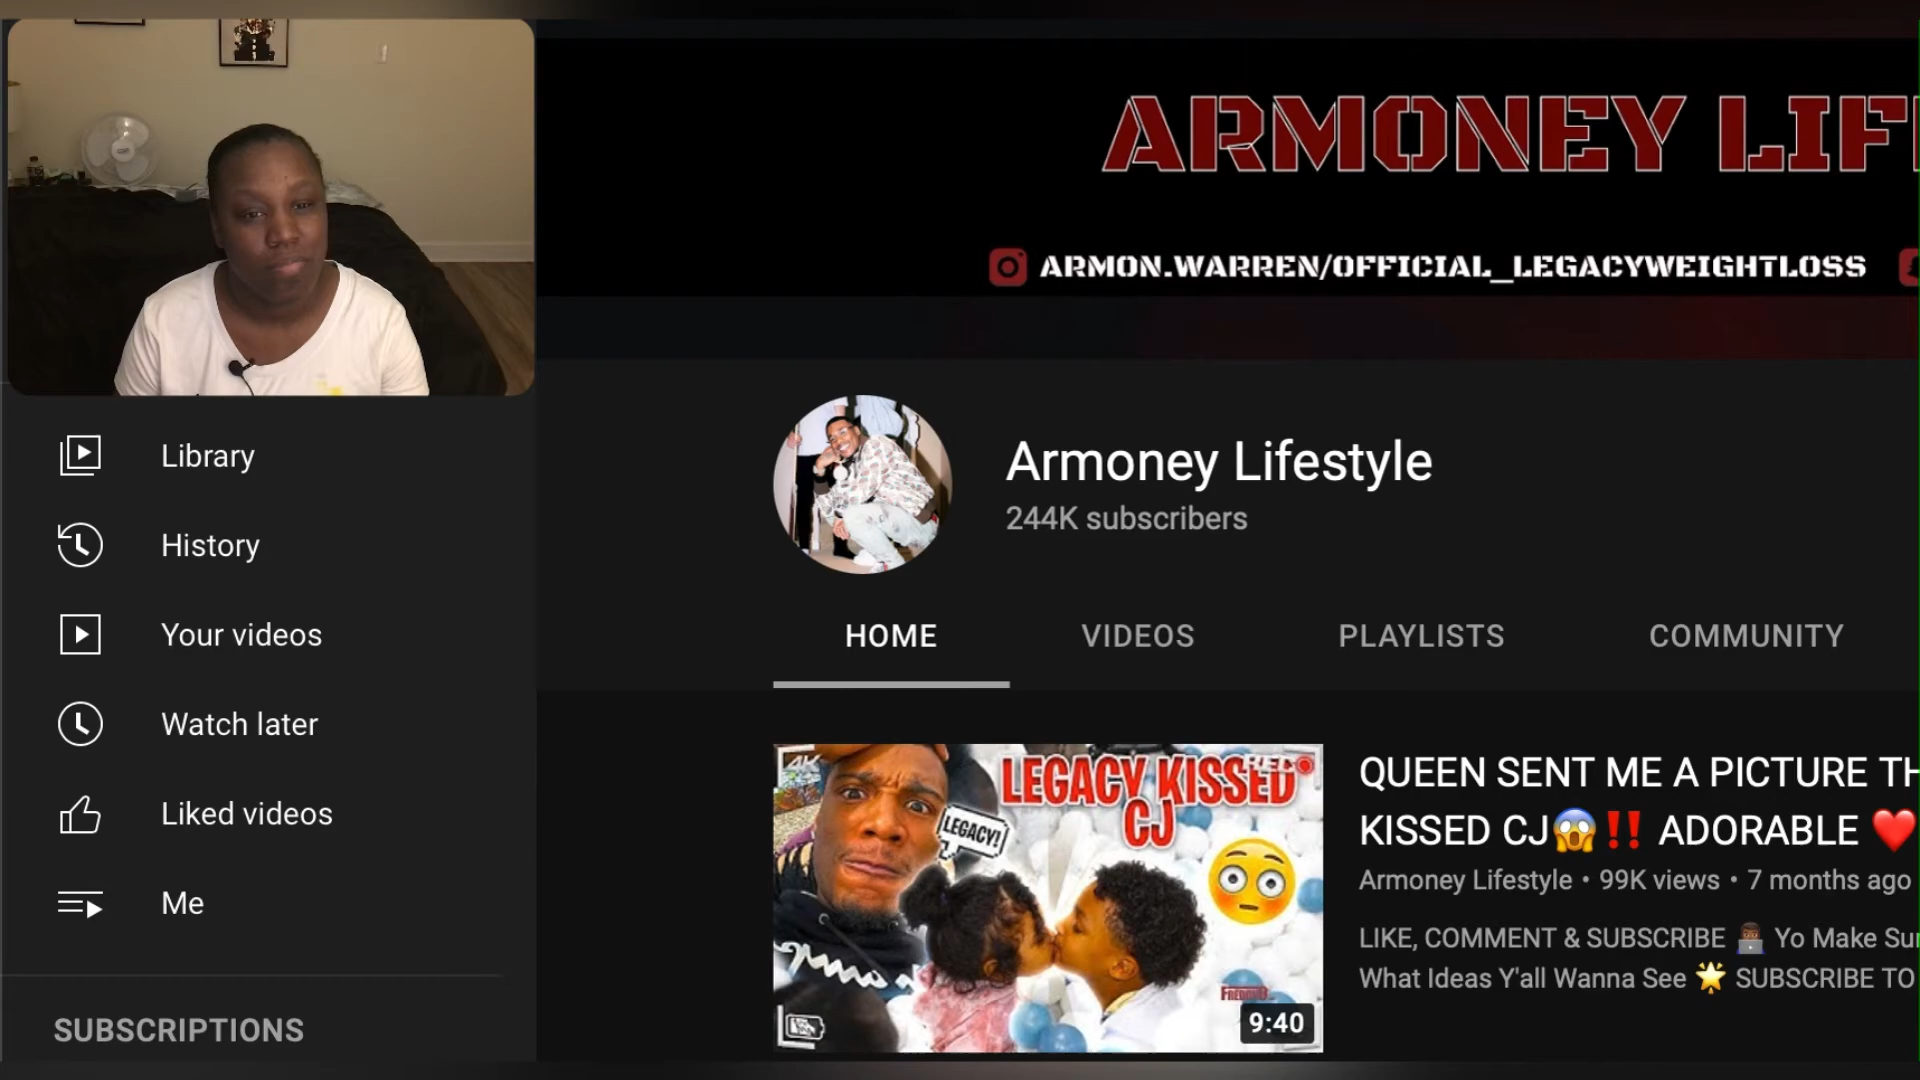 ARMONEY LIF
ARMON.WARREN/OFFICIAL_LEGACYWEIGHTLOSS
Library
History
Your videos
Watch later
Liked videos
Me
SUBSCRIPTIONS
Armoney Lifestyle
244K subscribers
HOME
VIDEOS
PLAYLISTS
COMMUNITY
4K
REC
LEGACY KISSED
CJ
LEGACY!
9:40
QUEEN SENT ME A PICTURE TH
KISSED CJ😱‼️ ADORABLE ❤️
Armoney Lifestyle • 99K views • 7 months ago
LIKE, COMMENT & SUBSCRIBE 👨🏾‍💻 Yo Make Su
What Ideas Y'all Wanna See 🌟 SUBSCRIBE TO